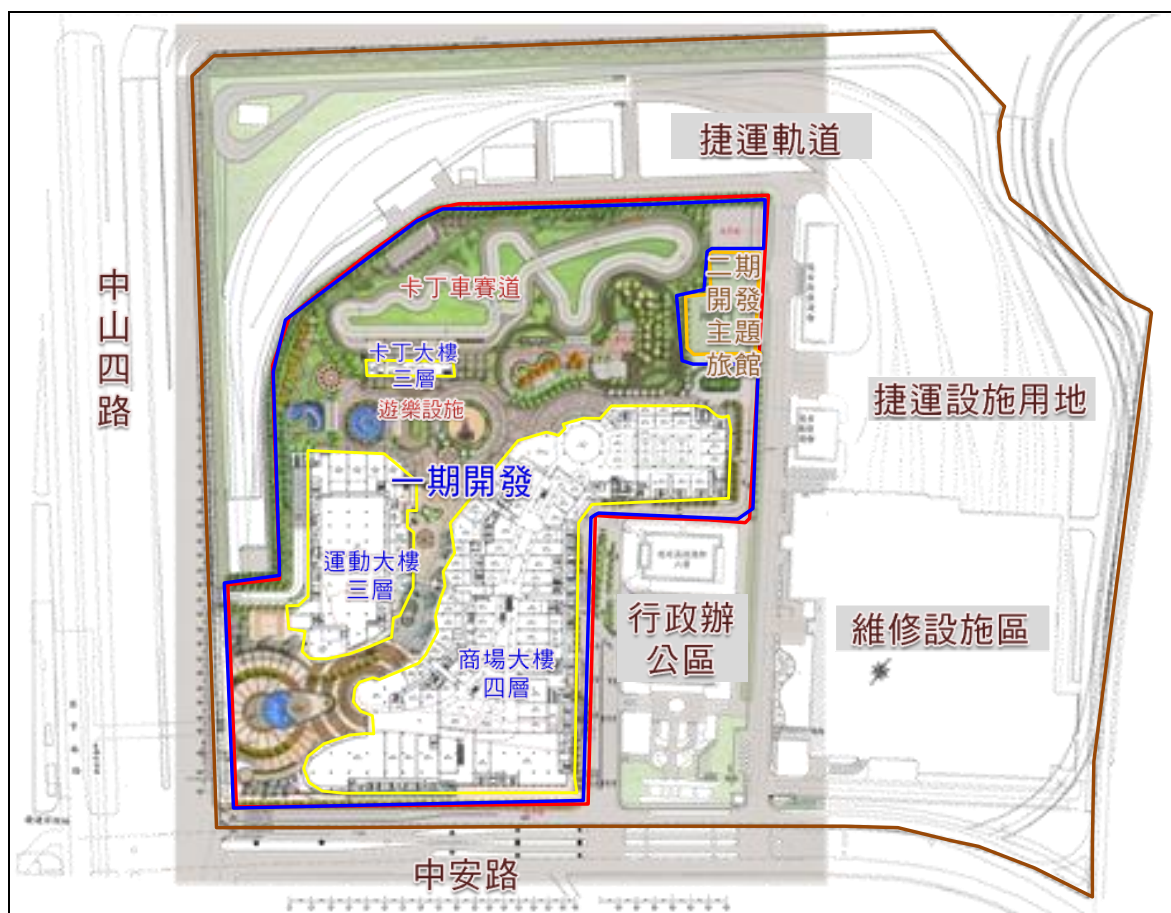 捷運軌道
中山四路
二期
開發
主題
旅館
卡丁車賽道
卡丁大樓
三層
遊樂設施
捷運設施用地
一期開發
運動大樓
三層
行政辦
公區
維修設施區
商場大樓
四層
中安路